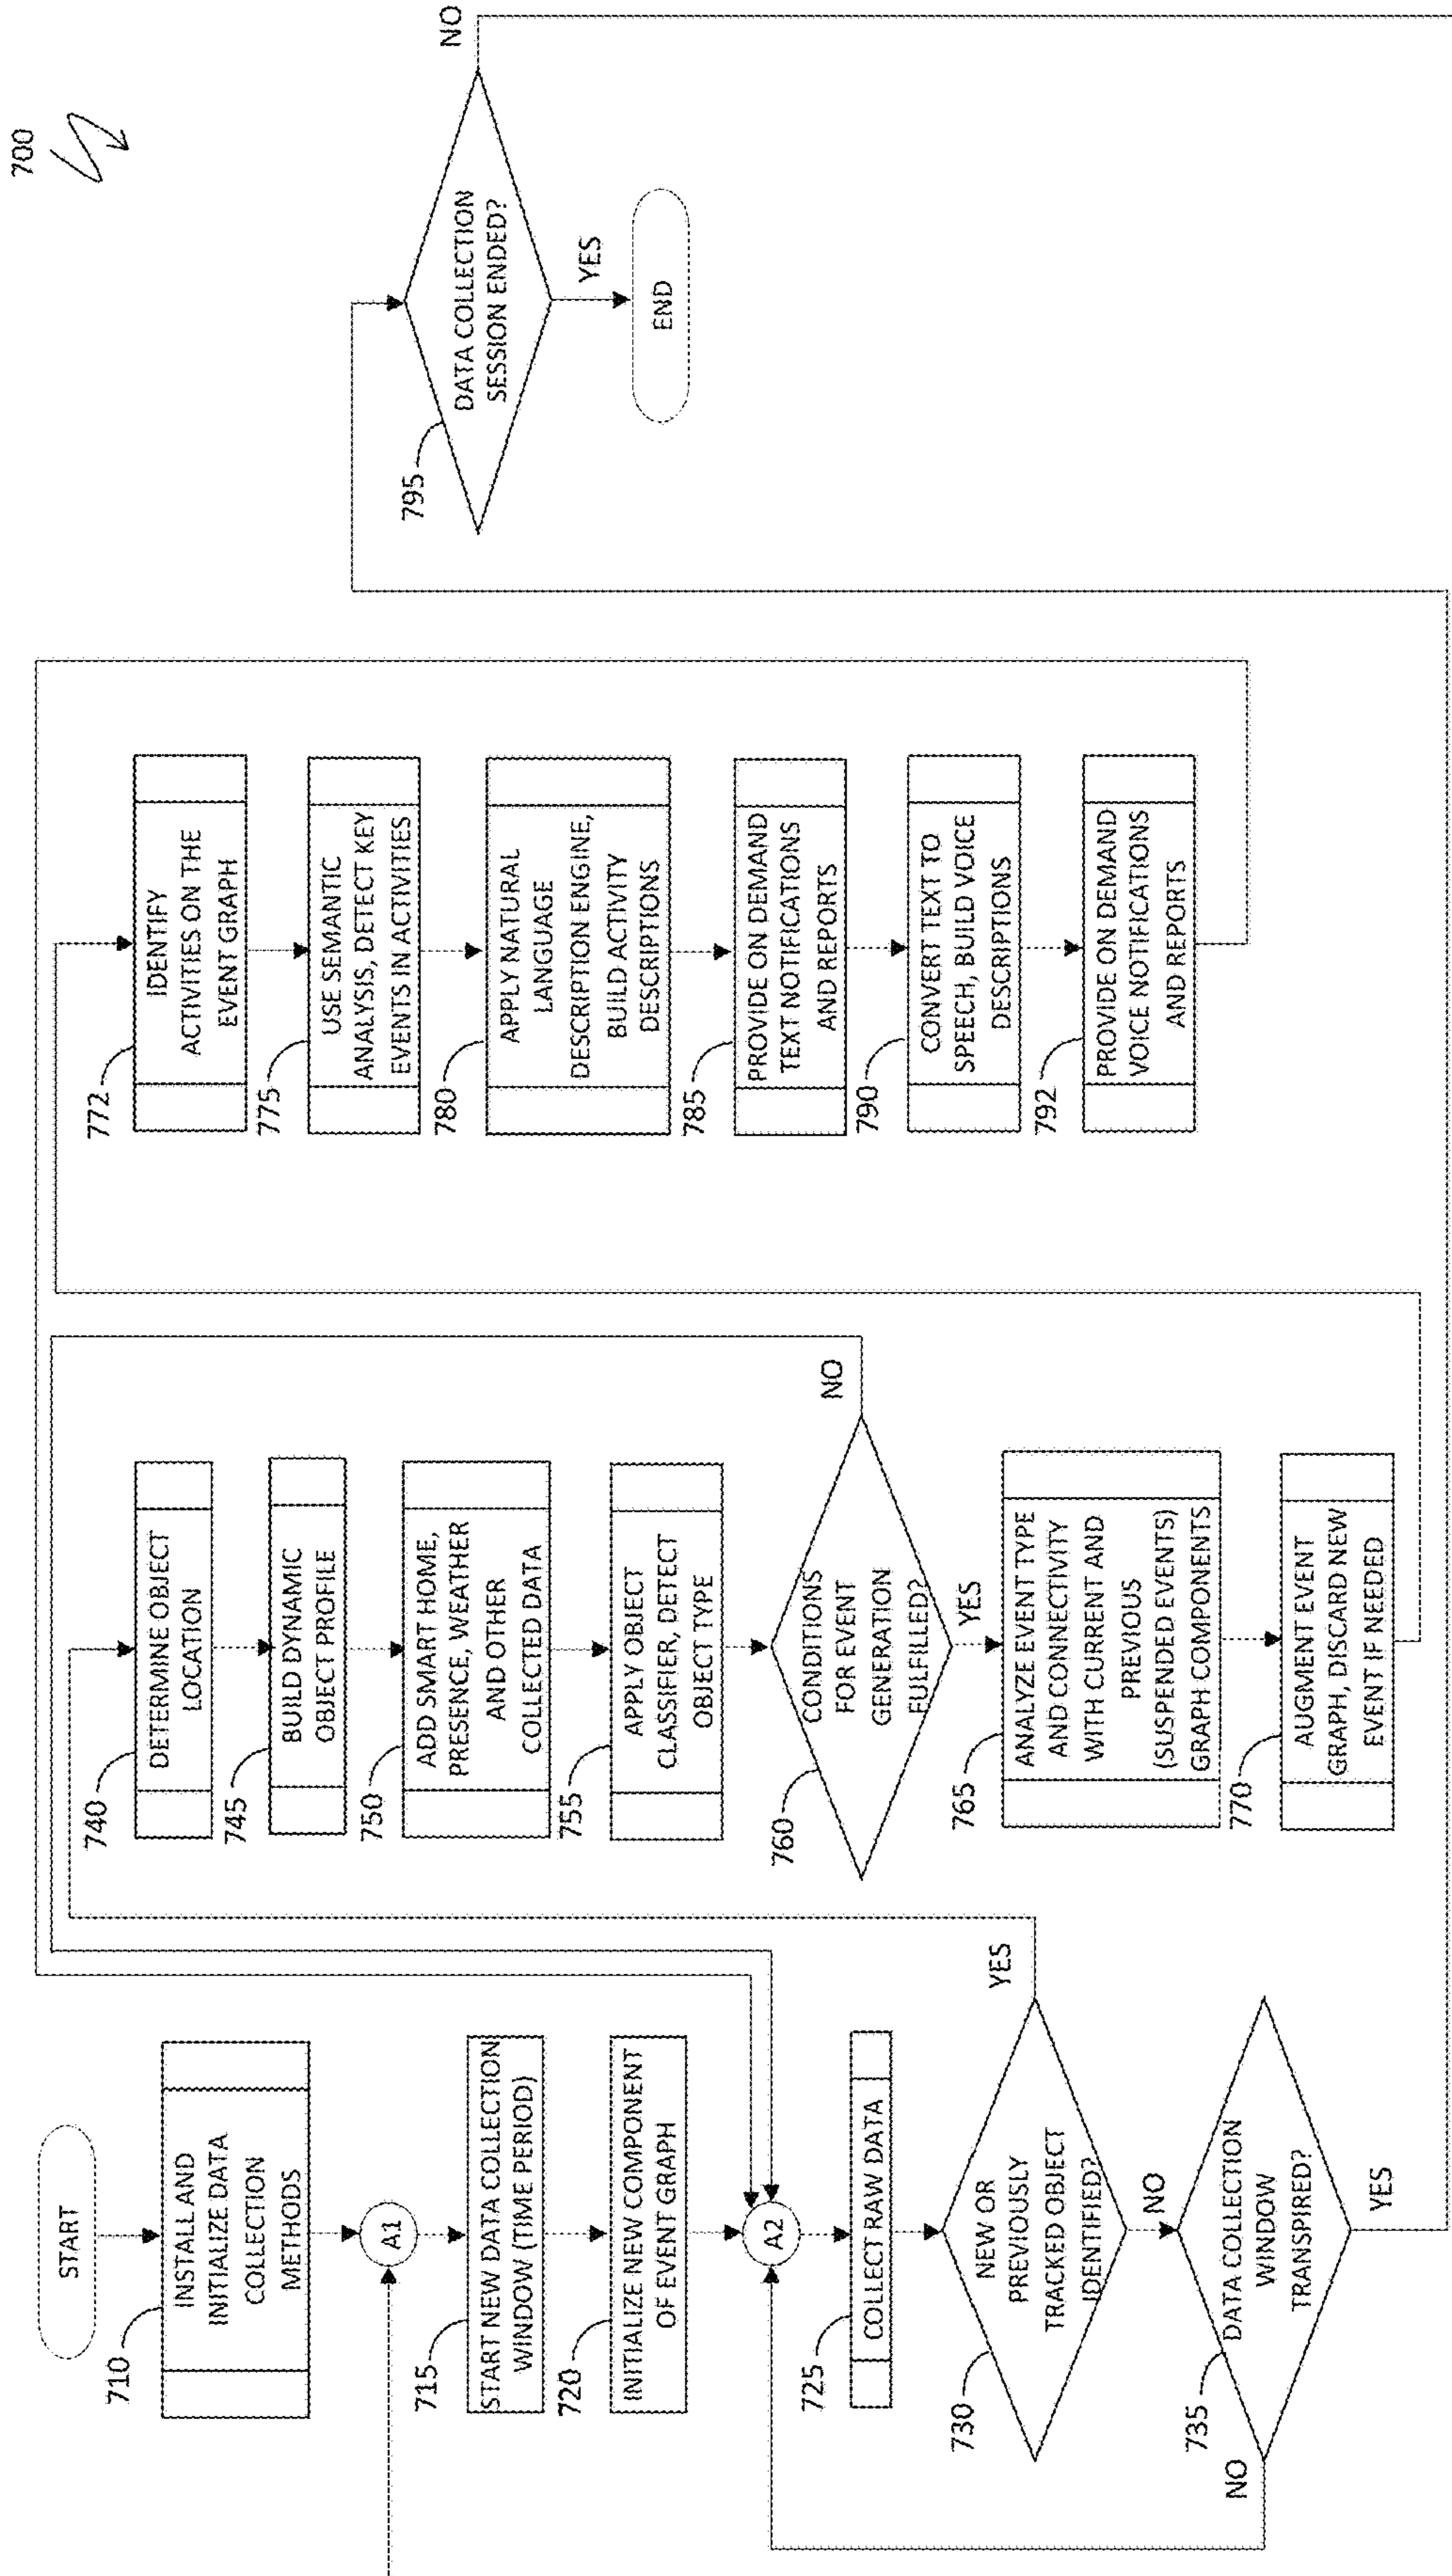 700
START
710
INSTALL AND
INITIALIZE DATA
COLLECTION
METHODS
A1
715
START NEW DATA COLLECTION
WINDOW (TIME PERIOD)
720
INITIALIZE NEW COMPONENT
OF EVENT GRAPH
A2
725
COLLECT RAW DATA
730
NEW OR
PREVIOUSLY
TRACKED OBJECT
IDENTIFIED?
YES
NO
735
DATA COLLECTION
WINDOW
TRANSPIRED?
NO
YES
740
DETERMINE OBJECT
LOCATION
745
BUILD DYNAMIC
OBJECT PROFILE
750
ADD SMART HOME,
PRESENCE, WEATHER
AND OTHER
COLLECTED DATA
755
APPLY OBJECT
CLASSIFIER, DETECT
OBJECT TYPE
760
CONDITIONS
FOR EVENT
GENERATION
FULFILLED?
NO
YES
765
ANALYZE EVENT TYPE
AND CONNECTIVITY
WITH CURRENT AND
PREVIOUS
(SUSPENDED EVENTS)
GRAPH COMPONENTS
770
AUGMENT EVENT
GRAPH, DISCARD NEW
EVENT IF NEEDED
772
IDENTIFY
ACTIVITIES ON THE
EVENT GRAPH
775
USE SEMANTIC
ANALYSIS, DETECT KEY
EVENTS IN ACTIVITIES
780
APPLY NATURAL
LANGUAGE
DESCRIPTION ENGINE,
BUILD ACTIVITY
DESCRIPTIONS
785
PROVIDE ON DEMAND
TEXT NOTIFICATIONS
AND REPORTS
790
CONVERT TEXT TO
SPEECH, BUILD VOICE
DESCRIPTIONS
792
PROVIDE ON DEMAND
VOICE NOTIFICATIONS
AND REPORTS
795
DATA COLLECTION
SESSION ENDED?
NO
YES
END